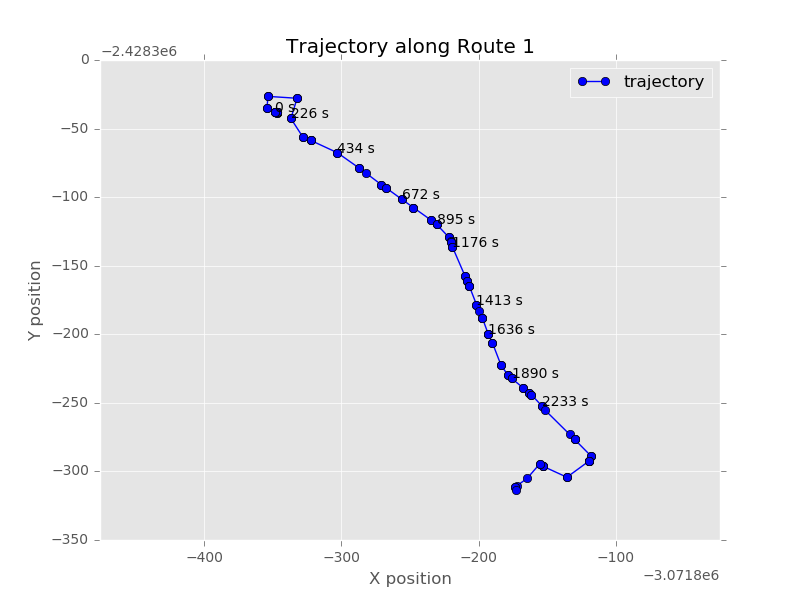 Trajectory along Route 1
−2.4283e6
trajectory
0
−50
−100
−150
−200
−250
−300
−350
Y position
0 s
226 s
434 s
672 s
895 s
1176 s
1413 s
1636 s
1890 s
2233 s
−400
−300
−200
−100
X position
−3.0718e6